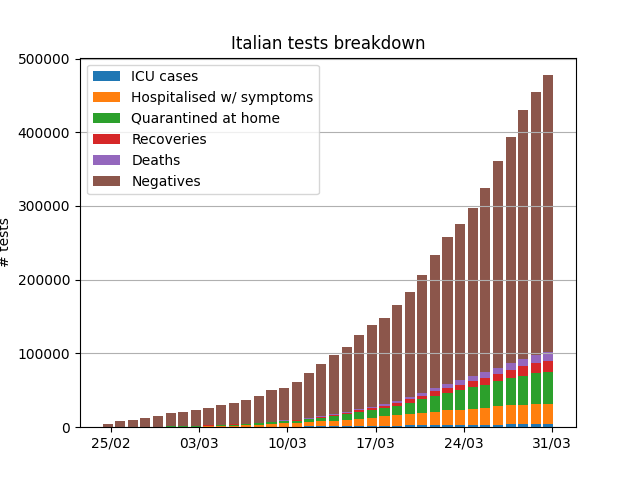 Italian tests breakdown
500000
400000
300000
200000
100000
0
# tests
ICU cases
Hospitalised w/ symptoms
Quarantined at home
Recoveries
Deaths
Negatives
25/02
03/03
10/03
17/03
24/03
31/03